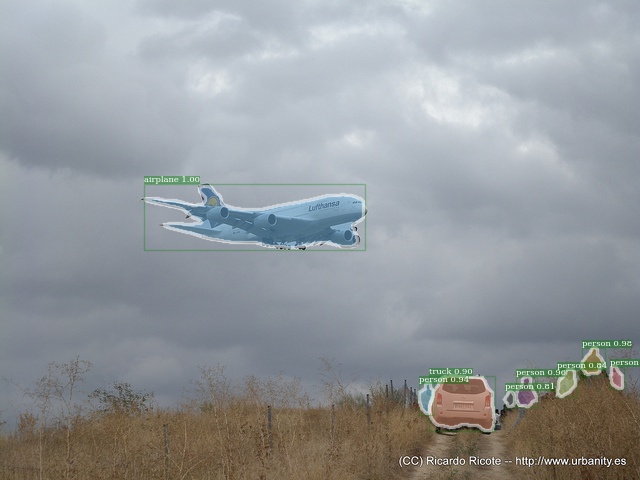 airplane 1.00
Lufthansa
person 0.98
person 0.84
person
truck 0.90
person 0.96
person 0.94
person 0.81
(CC) Ricardo Ricote -- http://www.urbanity.es